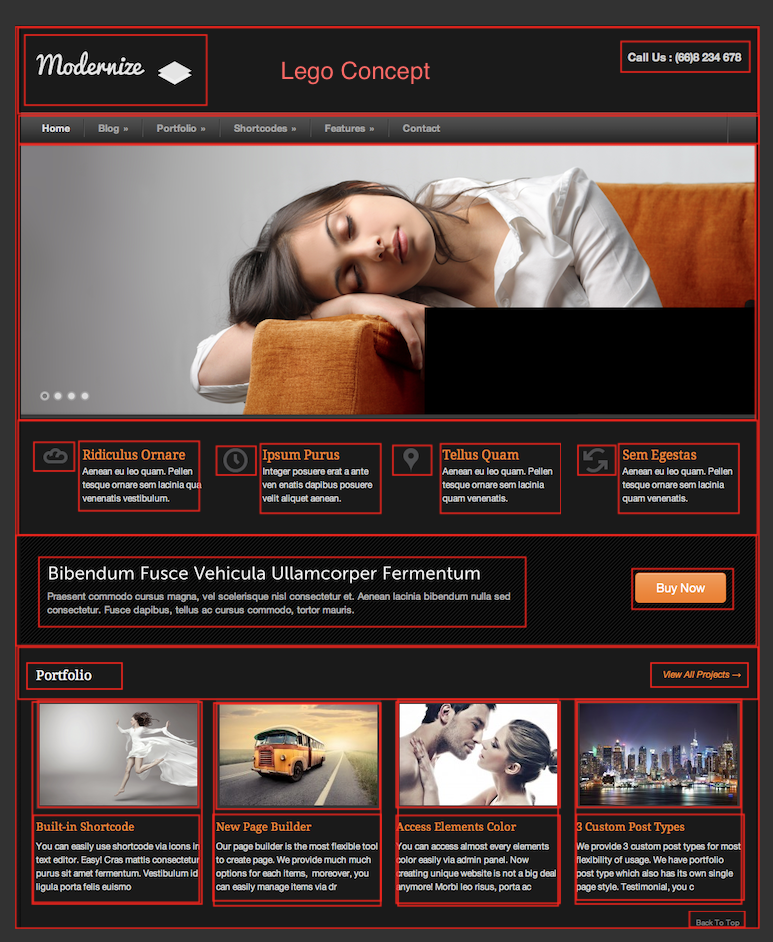 Modernize
Lego Concept
Call Us : (66)8 234 678
Home Blog » Portfolio » Shortcodes » Features » Contact
Ridiculus Ornare
Aenean eu leo quam. Pellen
tesque ornare sem lacinia qua
venenatis vestibulum.
Ipsum Purus
Integer posuere erat a ante
ven enatis dapibus posuere
velit aliquet aenean.
Tellus Quam
Aenean eu leo quam. Pellen
tesque ornare sem lacinia
quam venenatis.
Sem Egestas
Aenean eu leo quam. Pellen
tesque ornare sem lacinia
quam venenatis.
Bibendum Fusce Vehicula Ullamcorper Fermentum
Praesent commodo cursus magna, vel scelerisque nisl consectetur et. Aenean lacinia bibendum nulla sed
consectetur. Fusce dapibus, tellus ac cursus commodo, tortor mauris.
Buy Now
Portfolio
View All Projects →
Built-in Shortcode
You can easily use shortcode via icons in
text editor. Easy! Cras mattis consectetur
purus sit amet fermentum. Vestibulum id
ligula porta felis euismo
New Page Builder
Our page builder is the most flexible tool
to create page. We provide much much
options for each items, moreover, you
can easily manage items via dr
Access Elements Color
You can access almost every elements
color easily via admin panel. Now
creating unique website is not a big deal
anymore! Morbi leo risus, porta ac
3 Custom Post Types
We provide 3 custom post types for most
flexibility of usage. We have portfolio
post type which also has its own single
page style. Testimonial, you c
Back To Top